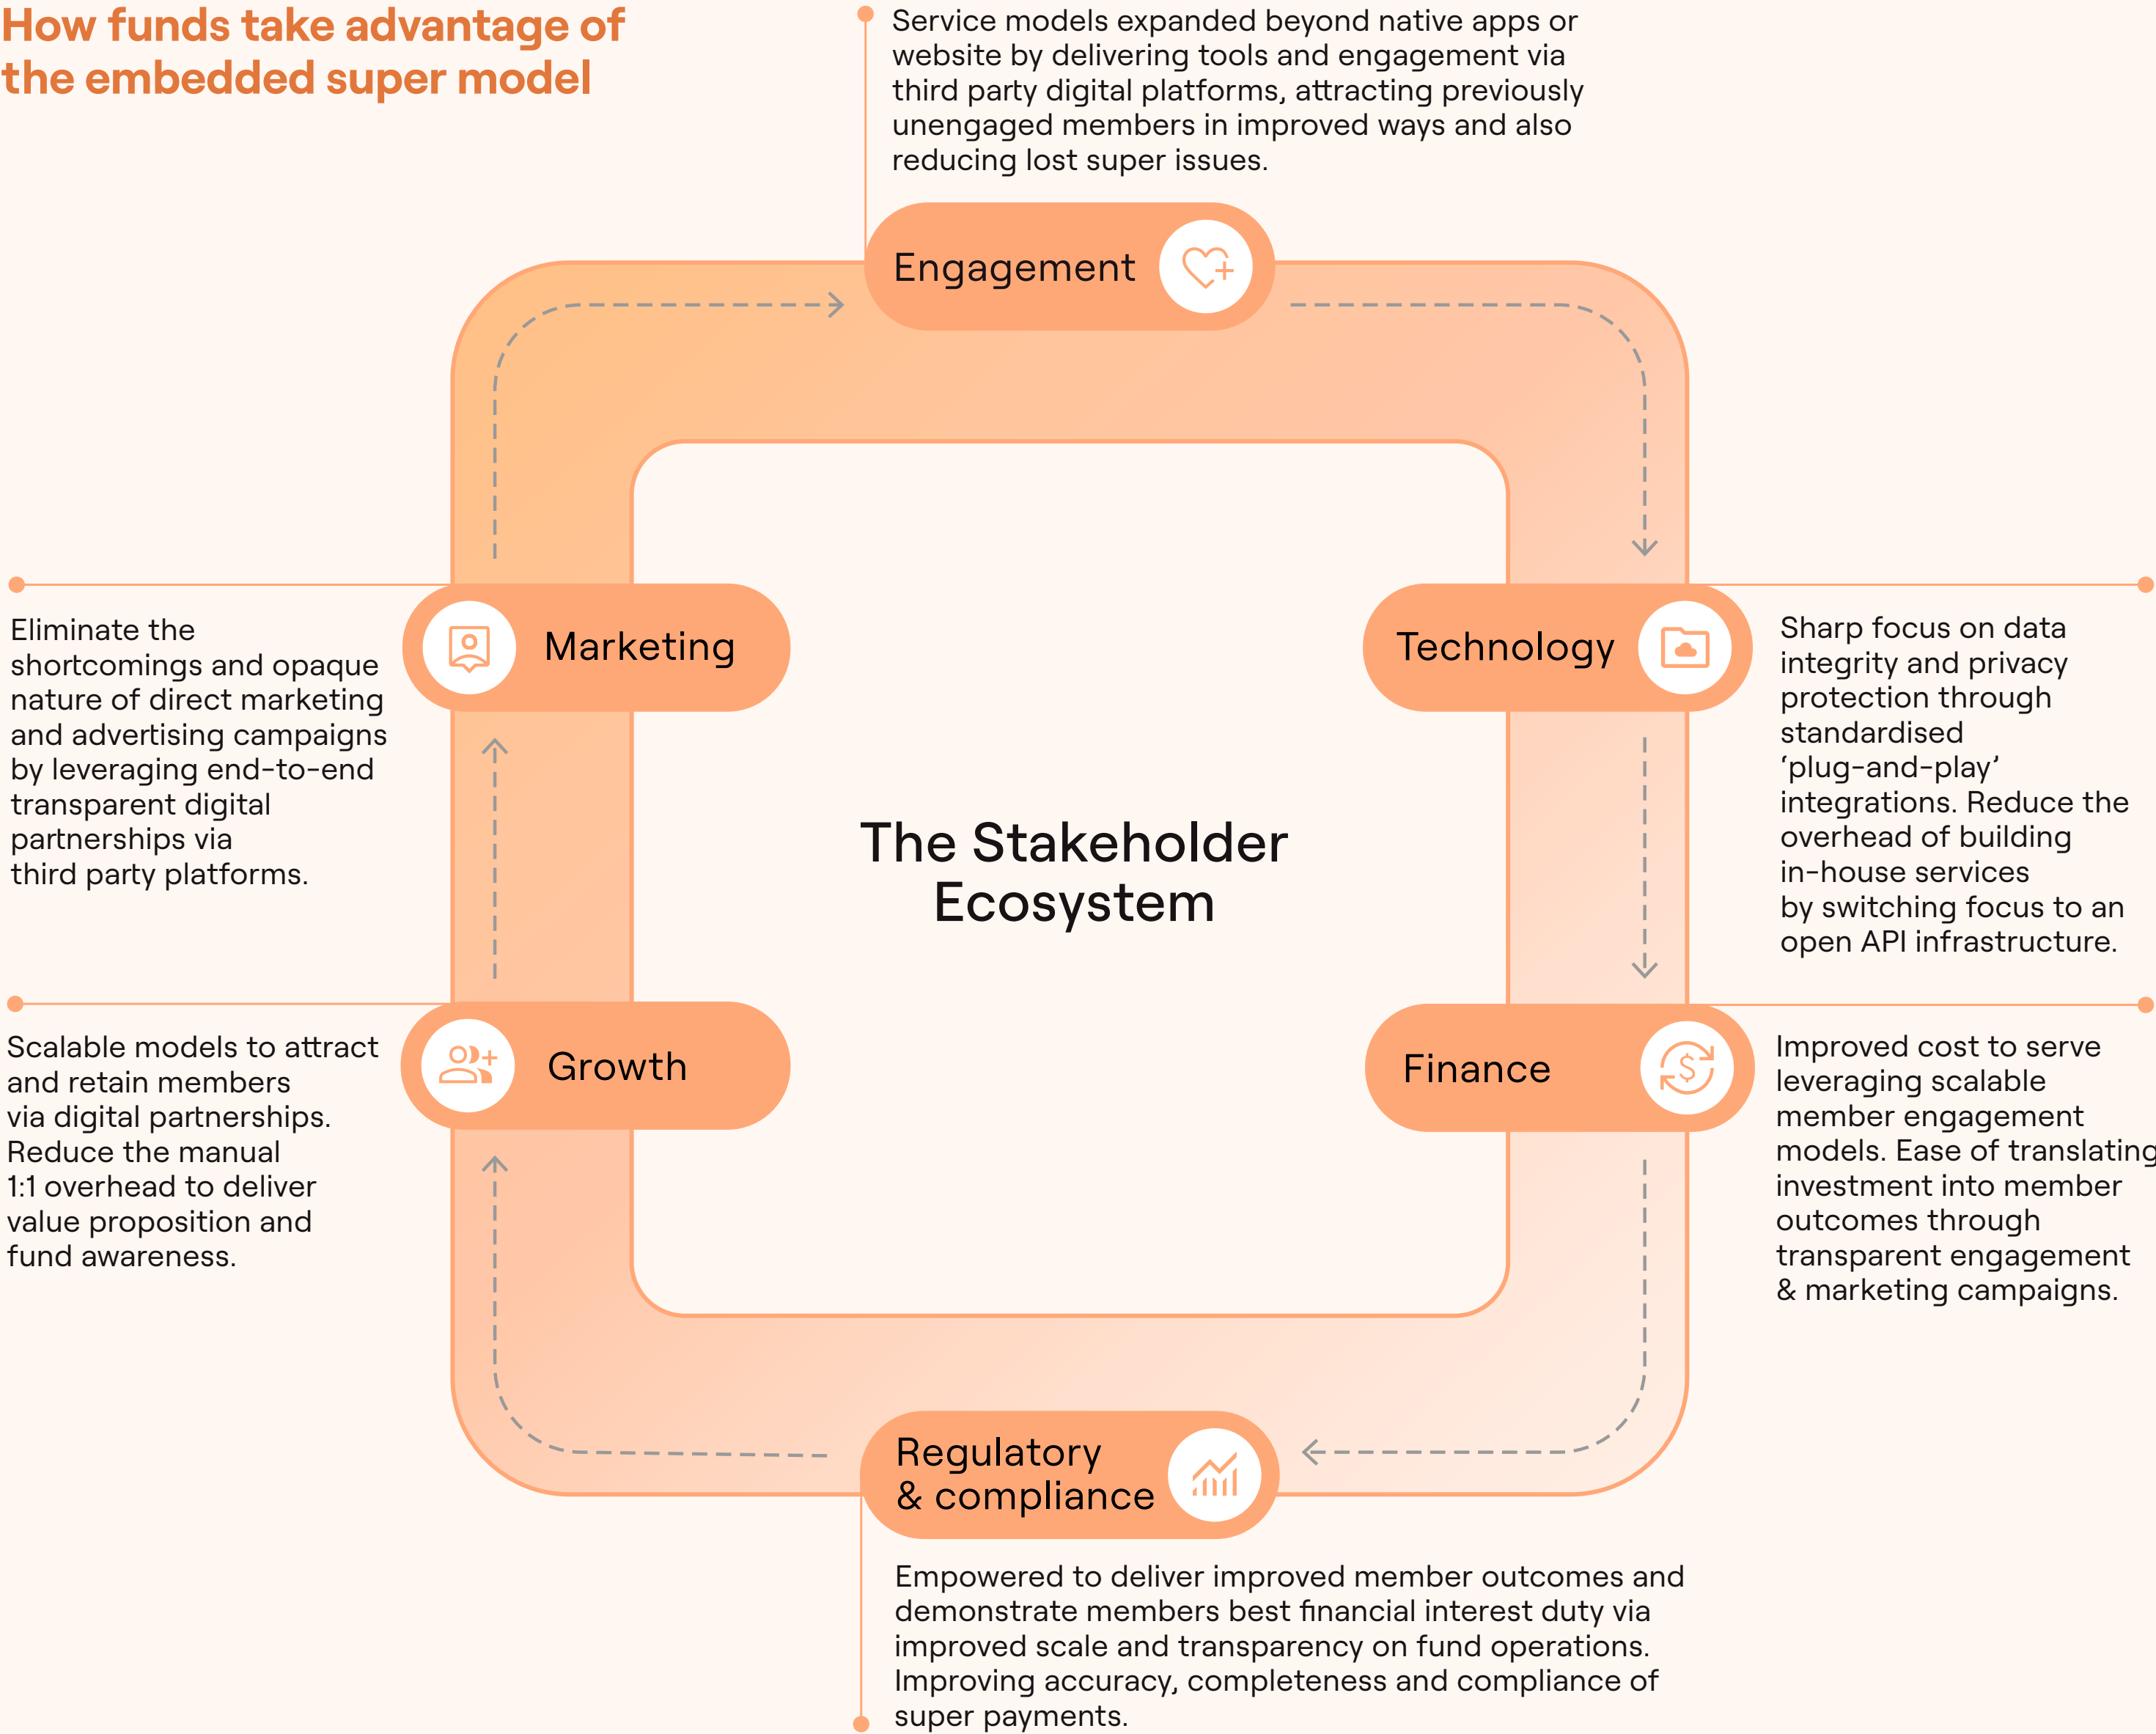 How funds take advantage of
the embedded super model
Service models expanded beyond native apps or
website by delivering tools and engagement via
third party digital platforms, attracting previously
unengaged members in improved ways and also
reducing lost super issues.
Engagement
Marketing
Eliminate the
shortcomings and opaque
nature of direct marketing
and advertising campaigns
by leveraging end-to-end
transparent digital
partnerships via
third party platforms.
Technology
Sharp focus on data
integrity and privacy
protection through
standardised
‘plug-and-play’
integrations. Reduce the
overhead of building
in-house services
by switching focus to an
open API infrastructure.
The Stakeholder
Ecosystem
Growth
Scalable models to attract
and retain members
via digital partnerships.
Reduce the manual
1:1 overhead to deliver
value proposition and
fund awareness.
Finance
Improved cost to serve
leveraging scalable
member engagement
models. Ease of translating
investment into member
outcomes through
transparent engagement
& marketing campaigns.
Regulatory
& compliance
Empowered to deliver improved member outcomes and
demonstrate members best financial interest duty via
improved scale and transparency on fund operations.
Improving accuracy, completeness and compliance of
super payments.